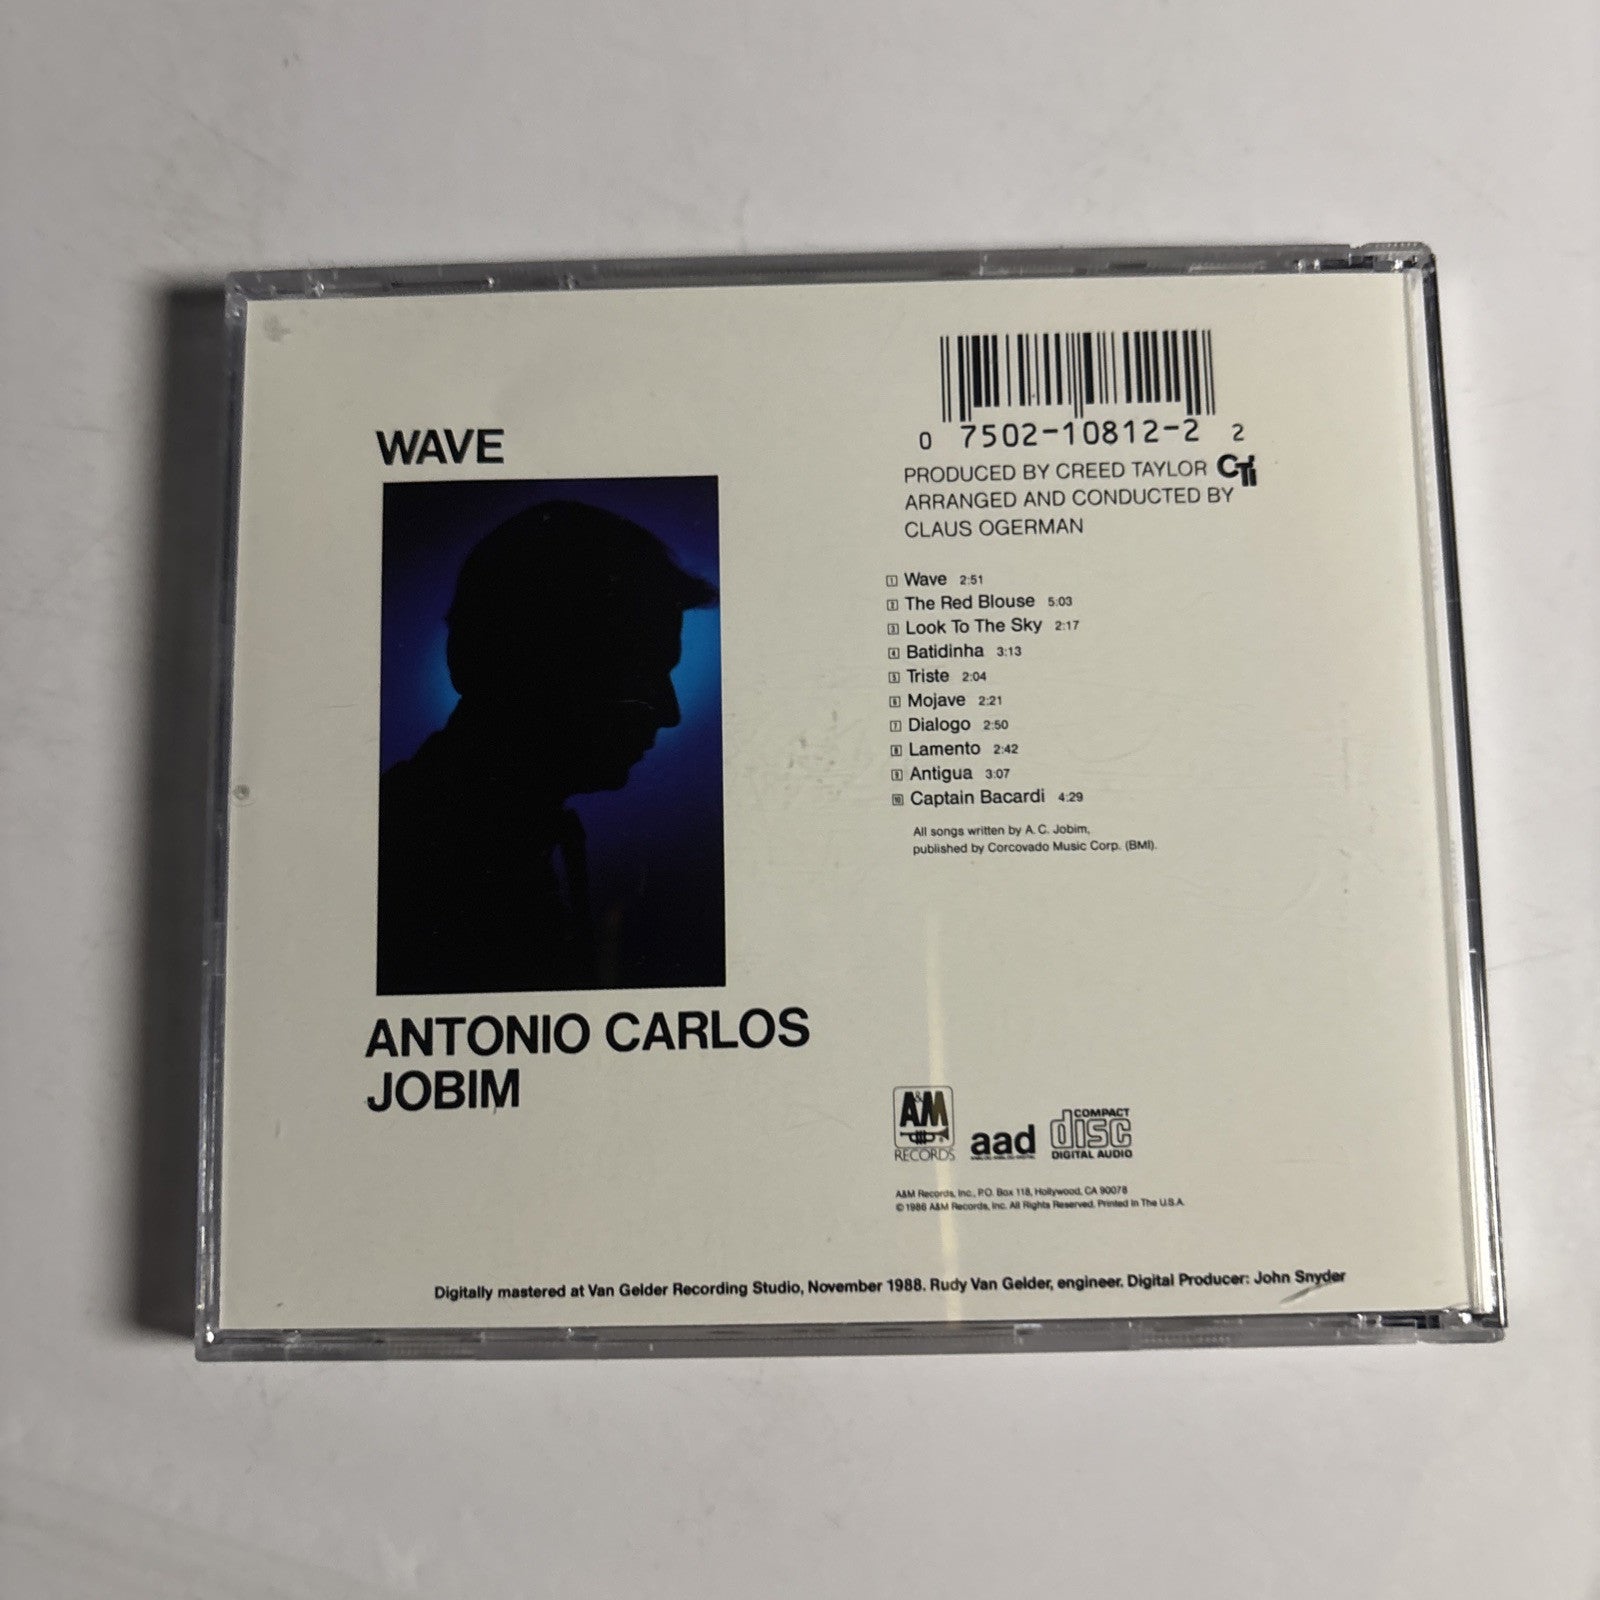 WAVE
ANTONIO CARLOS
JOBIM
0 7502-10812-2 2
PRODUCED BY CREED TAYLOR CTi
ARRANGED AND CONDUCTED BY
CLAUS OGERMAN
1 Wave 2:51
2 The Red Blouse 5:03
3 Look To The Sky 2:17
4 Batidinha 3:13
5 Triste 2:04
6 Mojave 2:21
7 Dialogo 2:50
8 Lamento 2:42
9 Antigua 3:07
10 Captain Bacardi 4:29
All songs written by A. C. Jobim,
published by Corcovado Music Corp. (BMI).
A&M
RECORDS
aad
COMPACT
disc
DIGITAL AUDIO
A&M Records, Inc., P.O. Box 118, Hollywood, CA 90078
© 1986 A&M Records, Inc. All Rights Reserved. Printed in The U.S.A.
Digitally mastered at Van Gelder Recording Studio, November 1988. Rudy Van Gelder, engineer. Digital Producer: John Snyder